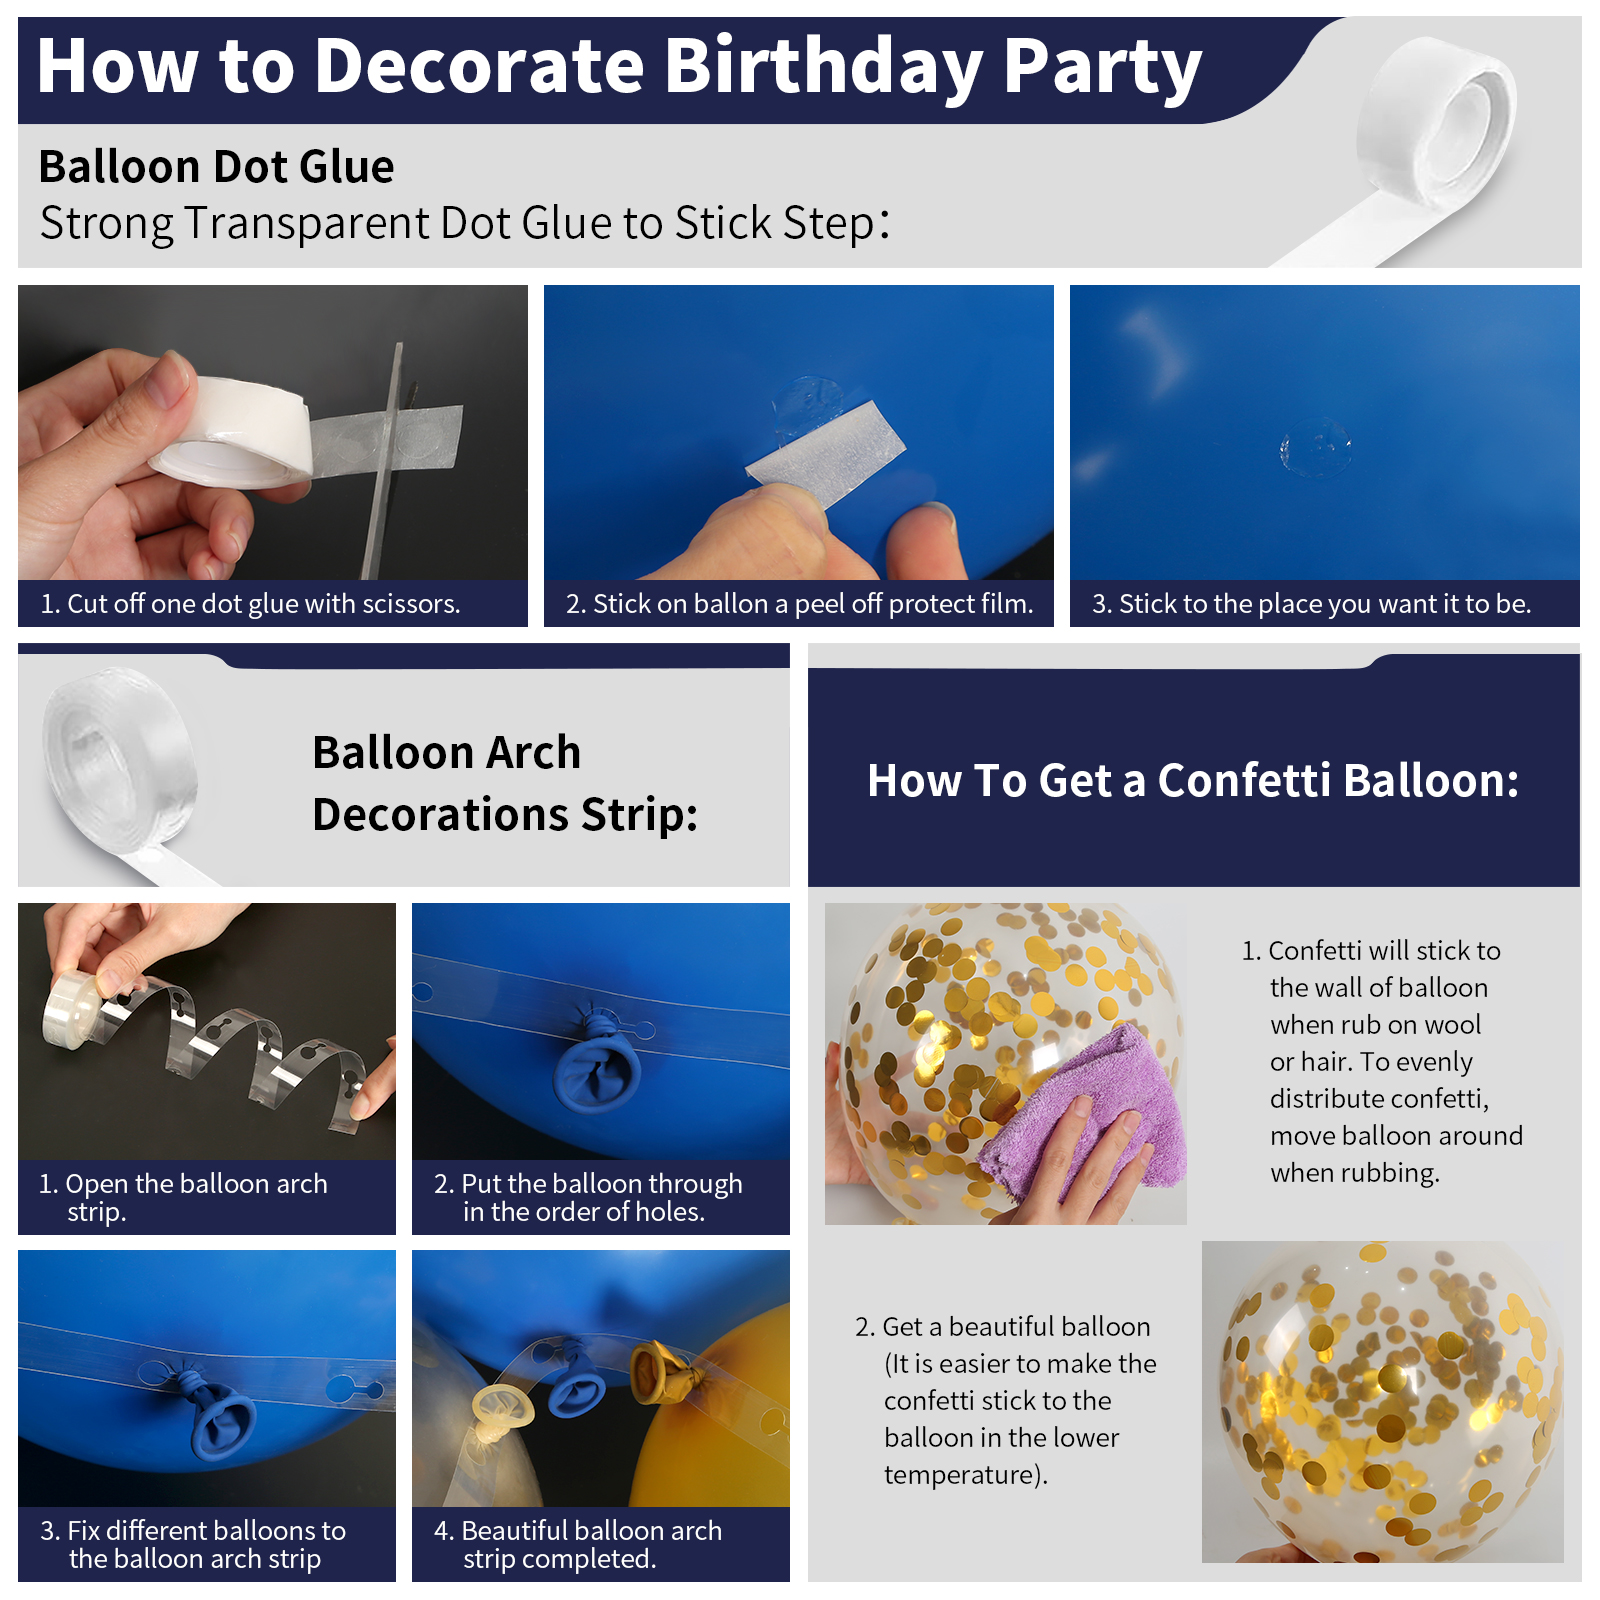 How to Decorate Birthday Party
Balloon Dot Glue
Strong Transparent Dot Glue to Stick Step:
1. Cut off one dot glue with scissors.
2. Stick on ballon a peel off protect film.
3. Stick to the place you want it to be.
Balloon Arch
Decorations Strip:
1. Open the balloon arch
strip.
2. Put the balloon through
in the order of holes.
3. Fix different balloons to
the balloon arch strip
4. Beautiful balloon arch
strip completed.
How To Get a Confetti Balloon:
1. Confetti will stick to
the wall of balloon
when rub on wool
or hair. To evenly
distribute confetti,
move balloon around
when rubbing.
2. Get a beautiful balloon
(It is easier to make the
confetti stick to the
balloon in the lower
temperature).